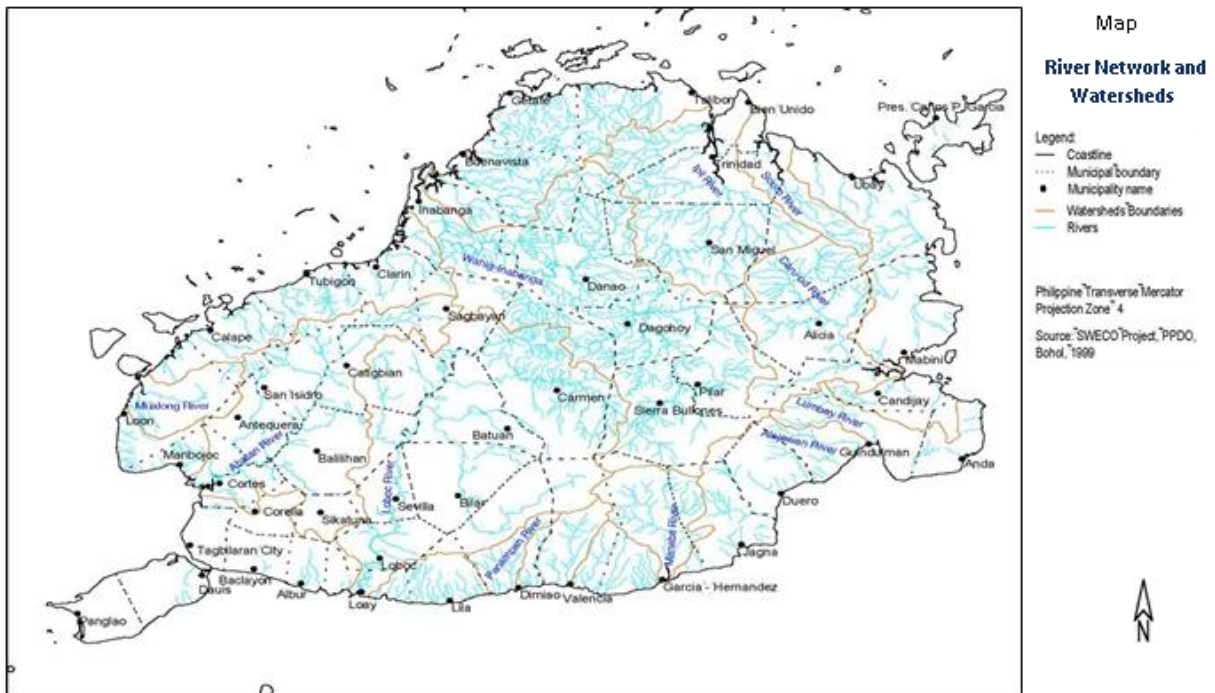 Map
River Network and
Watersheds
Legend:
Coastline
Municipal boundary
Municipality name
Watersheds Boundaries
Rivers
Philippine Transverse Mercator
Projection Zone 4
Source: SWECO Project, PPDO,
Bohol, 1999
N
Getafe
Talibon
Bien Unido
Pres. Carlos P. Garcia
Buenavista
Trinidad
Ipil River
Ubay
Inabanga
San Miguel
Wahig-Inabanga
Clarin
Tubigon
Danao
Sagbayan
Dagohoy
Alicia
Calape
Mabini
Catigbian
San Isidro
Carmen
Pilar
Candijay
Sierra Bullones
Loon
Antequera
Lumbay River
Abatan River
Batuan
Maribojoc
Balilihan
Guindulman
Anda
Cortes
Loboc River
Sevilla
Bilar
Duero
Corella
Sikatuna
Manaba River
Tagbilaran City
Loboc
Jagna
Baclayon
Dauis
Albur
Loay
Lila
Dimiao
Valencia
Garcia - Hernandez
Panglao